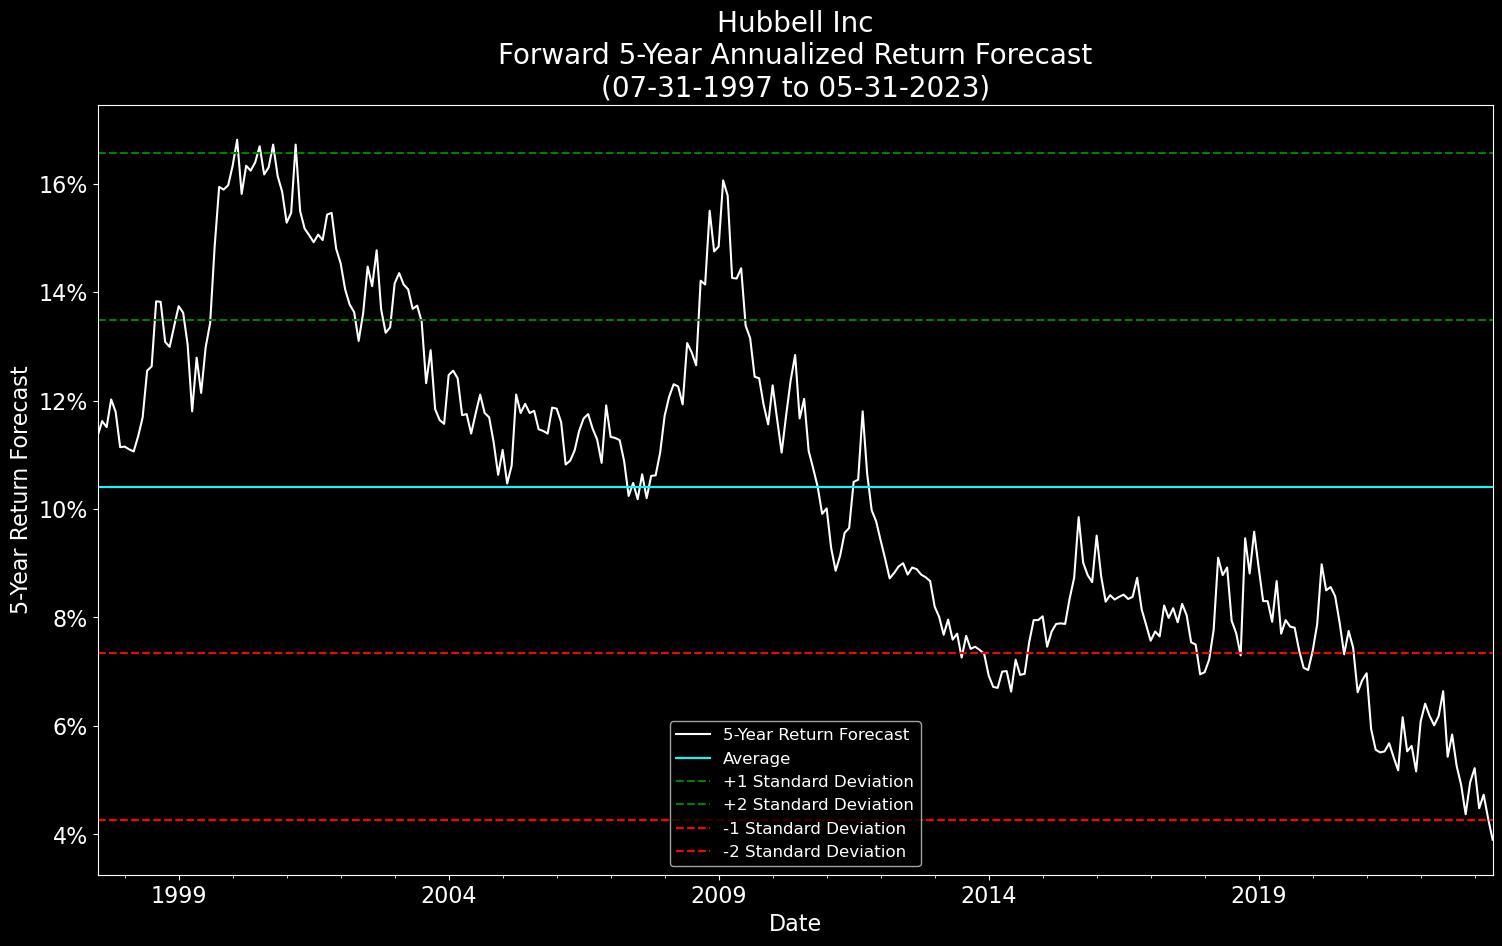 Hubbell Inc
Forward 5-Year Annualized Return Forecast
(07-31-1997 to 05-31-2023)
5-Year Return Forecast
16%
14%
12%
10%
8%
6%
4%
5-Year Return Forecast
Average
+1 Standard Deviation
+2 Standard Deviation
-1 Standard Deviation
-2 Standard Deviation
1999
2004
2009
2014
2019
Date